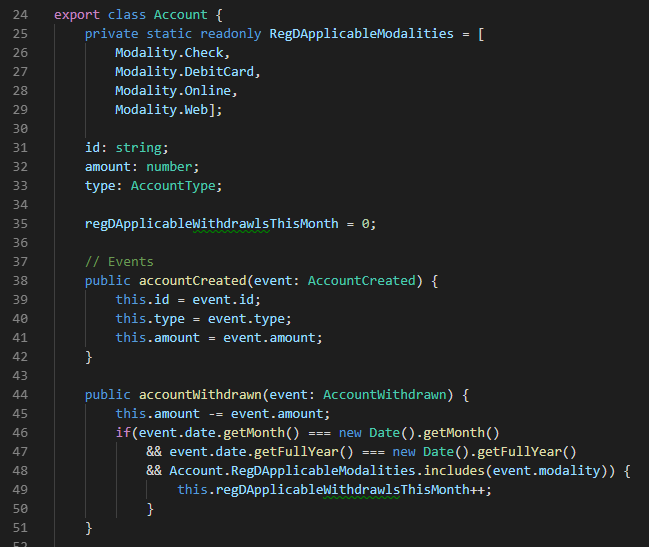 24 export class Account {
25     private static readonly RegDApplicableModalities = [
26         Modality.Check,
27         Modality.DebitCard,
28         Modality.Online,
29         Modality.Web];
30
31     id: string;
32     amount: number;
33     type: AccountType;
34
35     regDApplicableWithdrawlsThisMonth = 0;
36
37     // Events
38     public accountCreated(event: AccountCreated) {
39         this.id = event.id;
40         this.type = event.type;
41         this.amount = event.amount;
42     }
43
44     public accountWithdrawn(event: AccountWithdrawn) {
45         this.amount -= event.amount;
46         if(event.date.getMonth() === new Date().getMonth()
47             && event.date.getFullYear() === new Date().getFullYear()
48             && Account.RegDApplicableModalities.includes(event.modality)) {
49                 this.regDApplicableWithdrawlsThisMonth++;
50             }
51     }
52